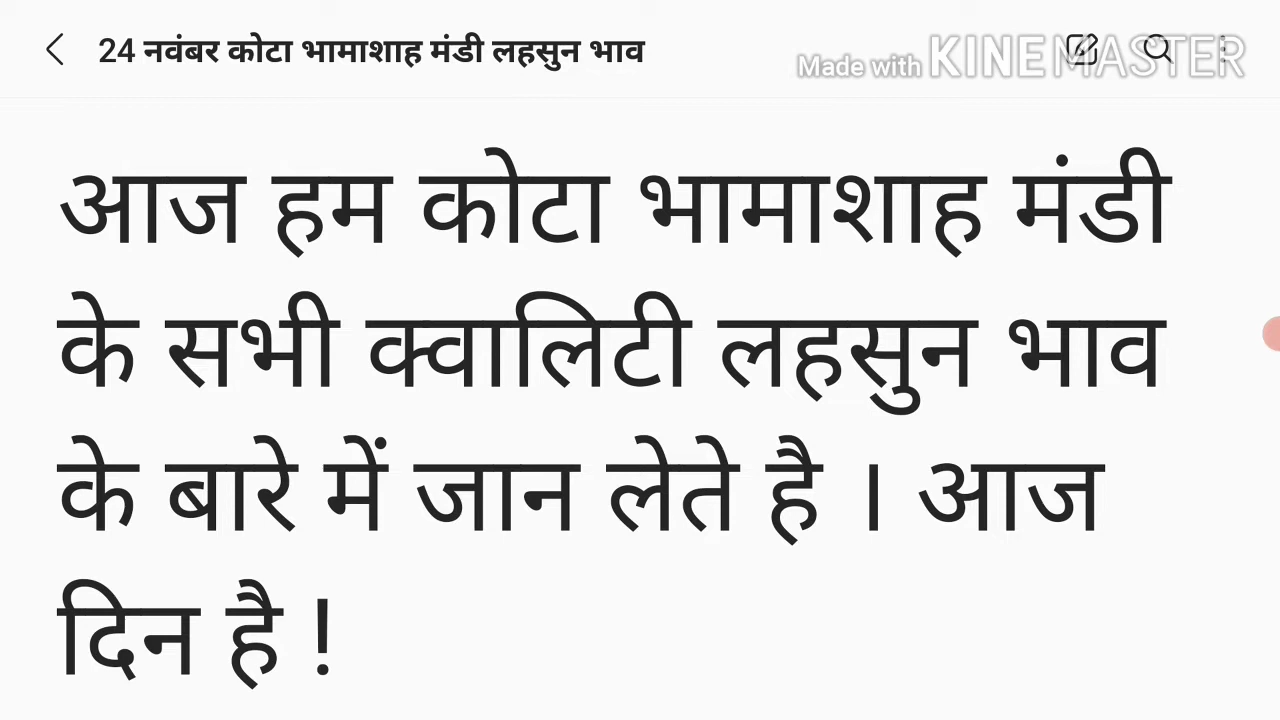 24 नवंबर कोटा भामाशाह मंडी लहसुन भाव
Made with KINEMASTER
आज हम कोटा भामाशाह मंडी
के सभी क्वालिटी लहसुन भाव
के बारे में जान लेते है । आज
दिन है !